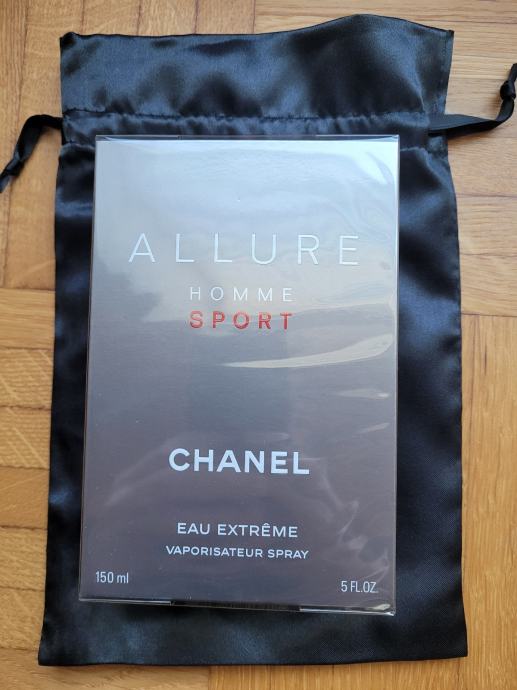 ALLURE
HOMME
SPORT
CHANEL
EAU EXTRÊME
VAPORISATEUR SPRAY
150 ml
5 FL.OZ.